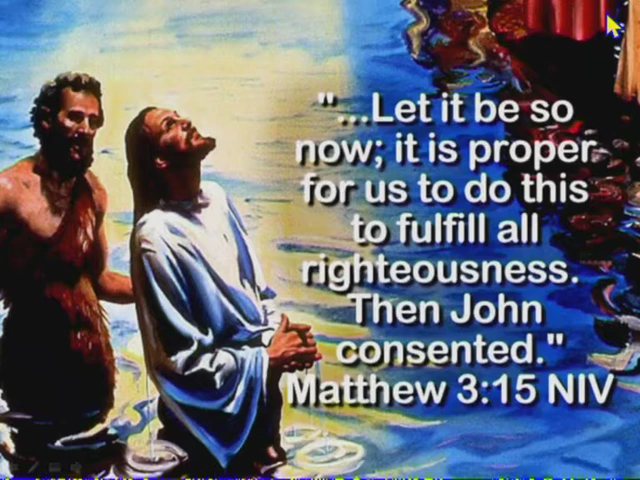 "...Let it be so
now; it is proper
for us to do this
to fulfill all
righteousness.
Then John
consented."
Matthew 3:15 NIV